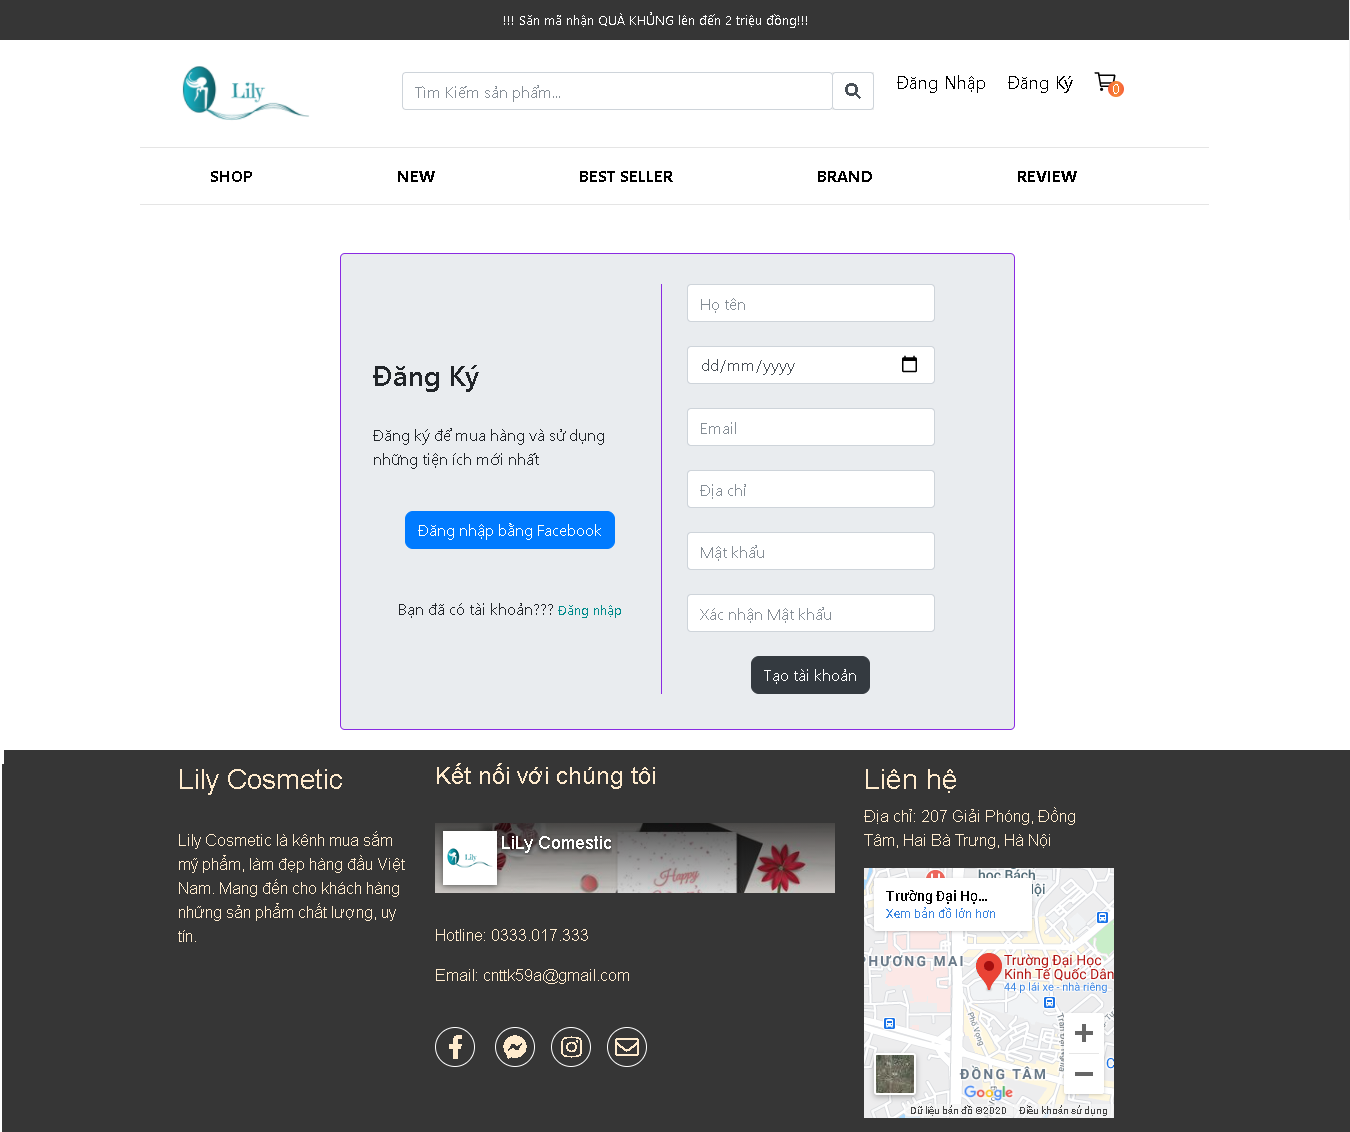 !!! Săn mã nhận QUÀ KHỦNG lên đến 2 triệu đồng!!!
Lily
Tìm Kiếm sản phẩm...
Đăng Nhập
Đăng Ký
0
SHOP
NEW
BEST SELLER
BRAND
REVIEW
Đăng Ký
Đăng ký để mua hàng và sử dụng
những tiện ích mới nhất
Đăng nhập bằng Facebook
Bạn đã có tài khoản??? Đăng nhập
Họ tên
dd/mm/yyyy
Email
Địa chỉ
Mật khẩu
Xác nhận Mật khẩu
Tạo tài khoản
Lily Cosmetic
Lily Cosmetic là kênh mua sắm
mỹ phẩm, làm đẹp hàng đầu Việt
Nam. Mang đến cho khách hàng
những sản phẩm chất lượng, uy
tín.
Kết nối với chúng tôi
Lily
LiLy Comestic
Happy
Hotline: 0333.017.333
Email: cnttk59a@gmail.com
Liên hệ
Địa chỉ: 207 Giải Phóng, Đồng
Tâm, Hai Bà Trưng, Hà Nội
học Bách
Nội
Trường Đại Họ...
Xem bản đồ lớn hơn
PHƯƠNG MAI
Trường Đại Học
Kinh Tế Quốc Dân
44 p lái xe - nhà riêng
Phố Vọng
ĐỒNG TÂM
Google
Dữ liệu bản đồ ©2020
Điều khoản sử dụng